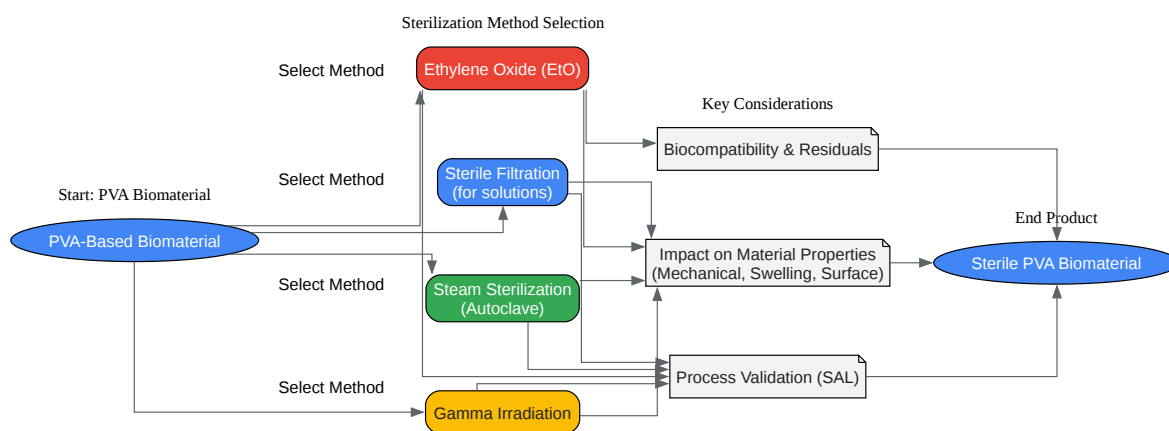 Sterilization Method Selection
Select Method
Ethylene Oxide (EtO)
Key Considerations
Biocompatibility & Residuals
Select Method
Sterile Filtration
(for solutions)
Start: PVA Biomaterial
PVA-Based Biomaterial
End Product
Impact on Material Properties
(Mechanical, Swelling, Surface)
Sterile PVA Biomaterial
Select Method
Steam Sterilization
(Autoclave)
Process Validation (SAL)
Select Method
Gamma Irradiation